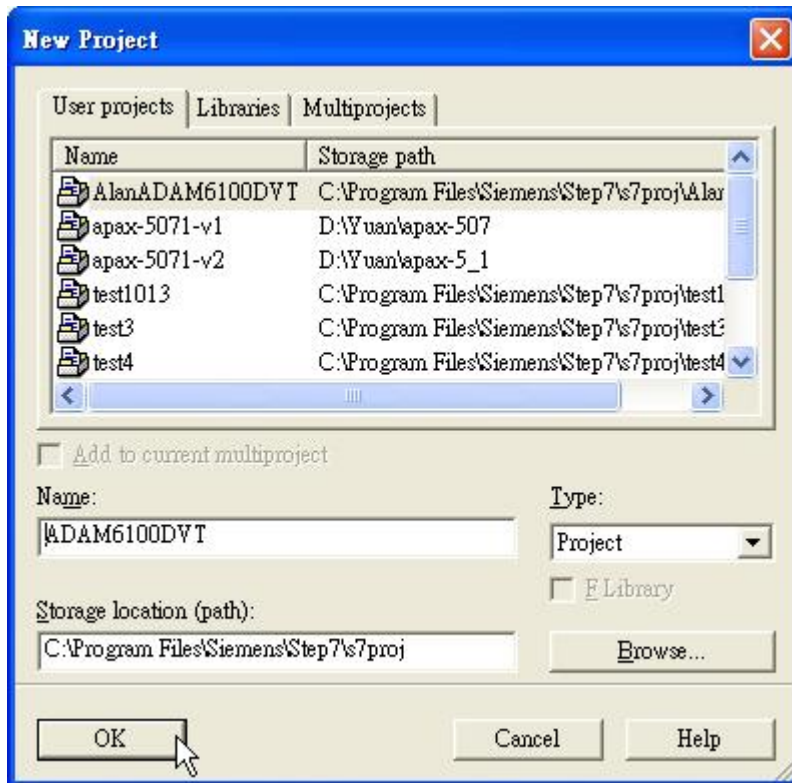 New Project
User projects Libraries Multiprojects
Name Storage path
AlanADAM6100DVT C:\Program Files\Siemens\Step7\s7proj\Alar
apax-5071-v1 D:\Yuan\apax-507
apax-5071-v2 D:\Yuan\apax-5_1
test1013 C:\Program Files\Siemens\Step7\s7proj\test1
test3 C:\Program Files\Siemens\Step7\s7proj\test3
test4 C:\Program Files\Siemens\Step7\s7proj\test4
Add to current multiproject
Name: Type:
ADAM6100DVT Project
F Library
Storage location (path):
C:\Program Files\Siemens\Step7\s7proj Browse...
OK Cancel Help